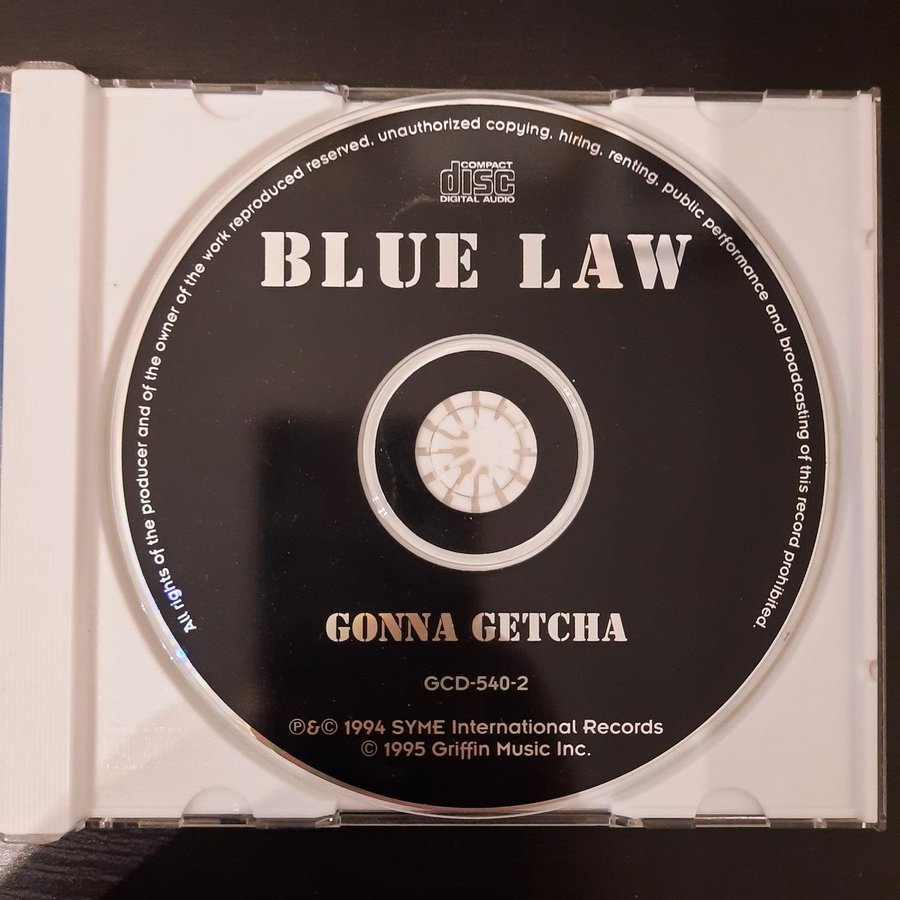 All rights of the producer and of the owner of the work reproduced reserved, unauthorized copying, hiring, renting, public performance and broadcasting of this record prohibited.
COMPACT
disc
DIGITAL AUDIO
BLUE LAW
GONNA GETCHA
GCD-540-2
℗&© 1994 SYME International Records
© 1995 Griffin Music Inc.